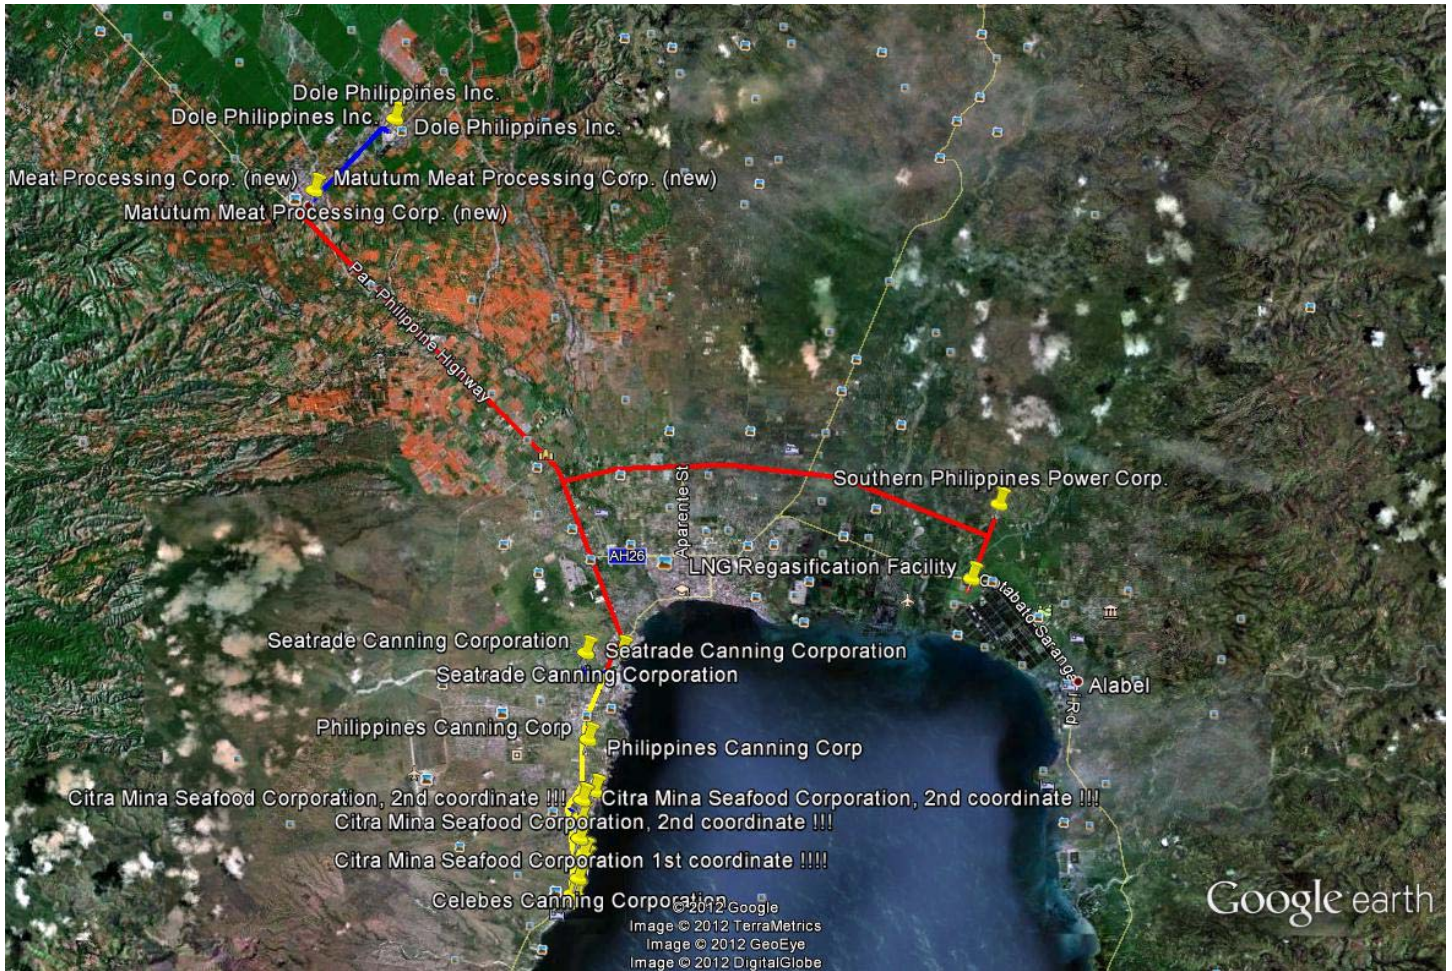 Dole Philippines Inc.
Dole Philippines Inc.
Dole Philippines Inc.
Meat Processing Corp. (new)
Matutum Meat Processing Corp. (new)
Matutum Meat Processing Corp. (new)
Pan Philippine Highway
Aparente St
Southern Philippines Power Corp.
AH26
LNG Regasification Facility
Cotabato Sarangani Rd
Seatrade Canning Corporation
Seatrade Canning Corporation
Seatrade Canning Corporation
Alabel
Philippines Canning Corp
Philippines Canning Corp
Citra Mina Seafood Corporation, 2nd coordinate !!!
Citra Mina Seafood Corporation, 2nd coordinate !!!
Citra Mina Seafood Corporation, 2nd coordinate !!!
Citra Mina Seafood Corporation 1st coordinate !!!!
Celebes Canning Corporation
© 2012 Google
Image © 2012 TerraMetrics
Image © 2012 GeoEye
Image © 2012 DigitalGlobe
Google earth